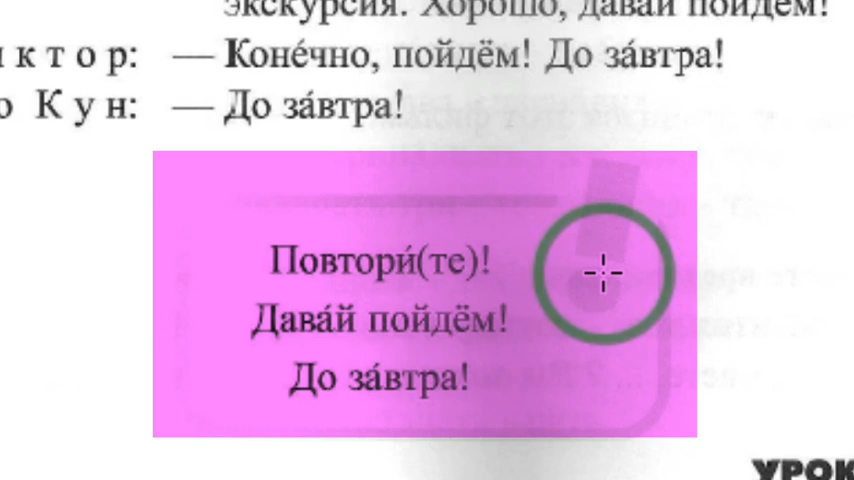 экскурсия. Хорошо, давай пойдём!
ктор: — Коне́чно, пойдём! До за́втра!
Кун: — До за́втра!
Повтори́(те)!
Дава́й пойдём!
До за́втра!
УРОК